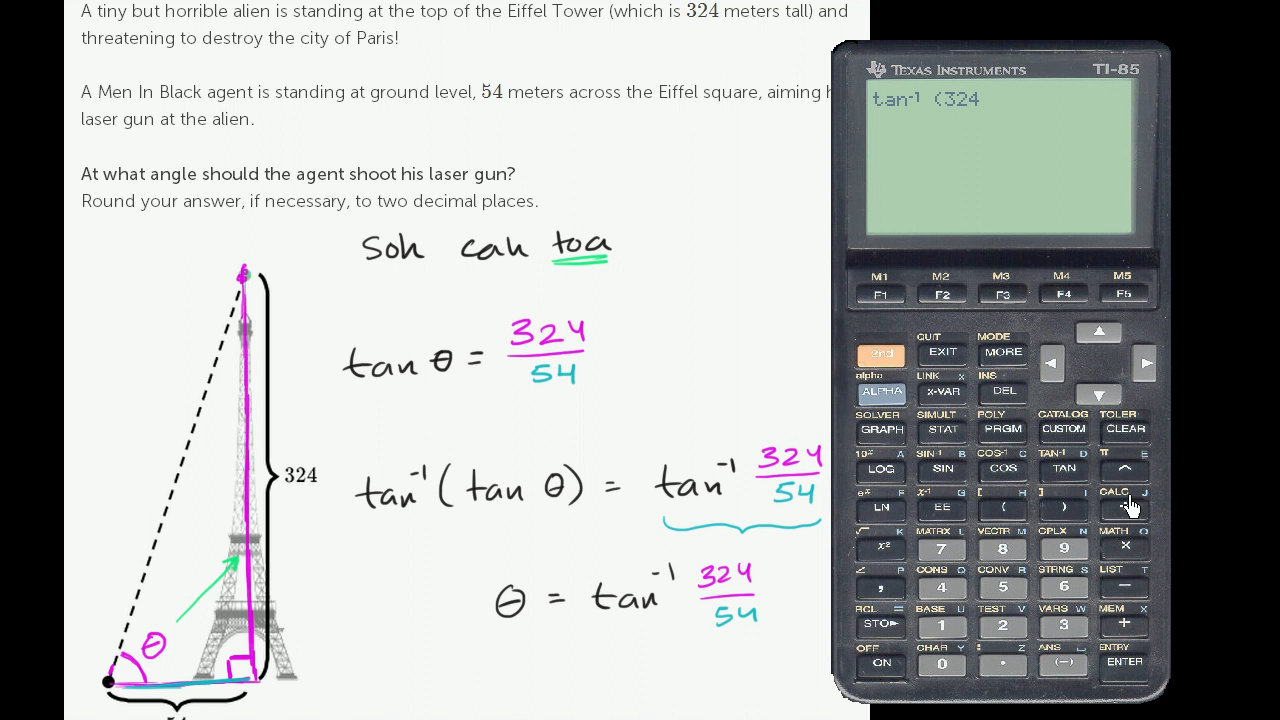 A tiny but horrible alien is standing at the top of the Eiffel Tower (which is 324 meters tall) and
threatening to destroy the city of Paris!
A Men In Black agent is standing at ground level, 54 meters across the Eiffel square, aiming
laser gun at the alien.
At what angle should the agent shoot his laser gun?
Round your answer, if necessary, to two decimal places.
Soh cah toa
tan θ = 324/54
tan⁻¹ ( tan θ ) = tan⁻¹ 324/54
θ = tan⁻¹ 324/54
324
θ
TEXAS INSTRUMENTS TI-85
tan⁻¹ (324
M1 M2 M3 M4 M5
F1 F2 F3 F4 F5
QUIT MODE
2nd EXIT MORE
alpha LINK x INS
ALPHA x-VAR DEL
SOLVER SIMULT POLY CATALOG TOLER
GRAPH STAT PRGM CUSTOM CLEAR
10ˣ A SIN⁻¹ B COS⁻¹ C TAN⁻¹ D π E
LOG SIN COS TAN ^
eˣ F x⁻¹ G [ H ] I CALC J
LN EE ( )
√ K MATRX L VECTR M CPLX N MATH O
x² 7 8 9 ×
∠ P CONS Q CONV R STRNG S LIST T
, 4 5 6 −
RCL = BASE U TEST V VARS W MEM X
STO▶ 1 2 3 +
OFF CHAR Y : Z ANS ␣ ENTRY
ON 0 . (−) ENTER